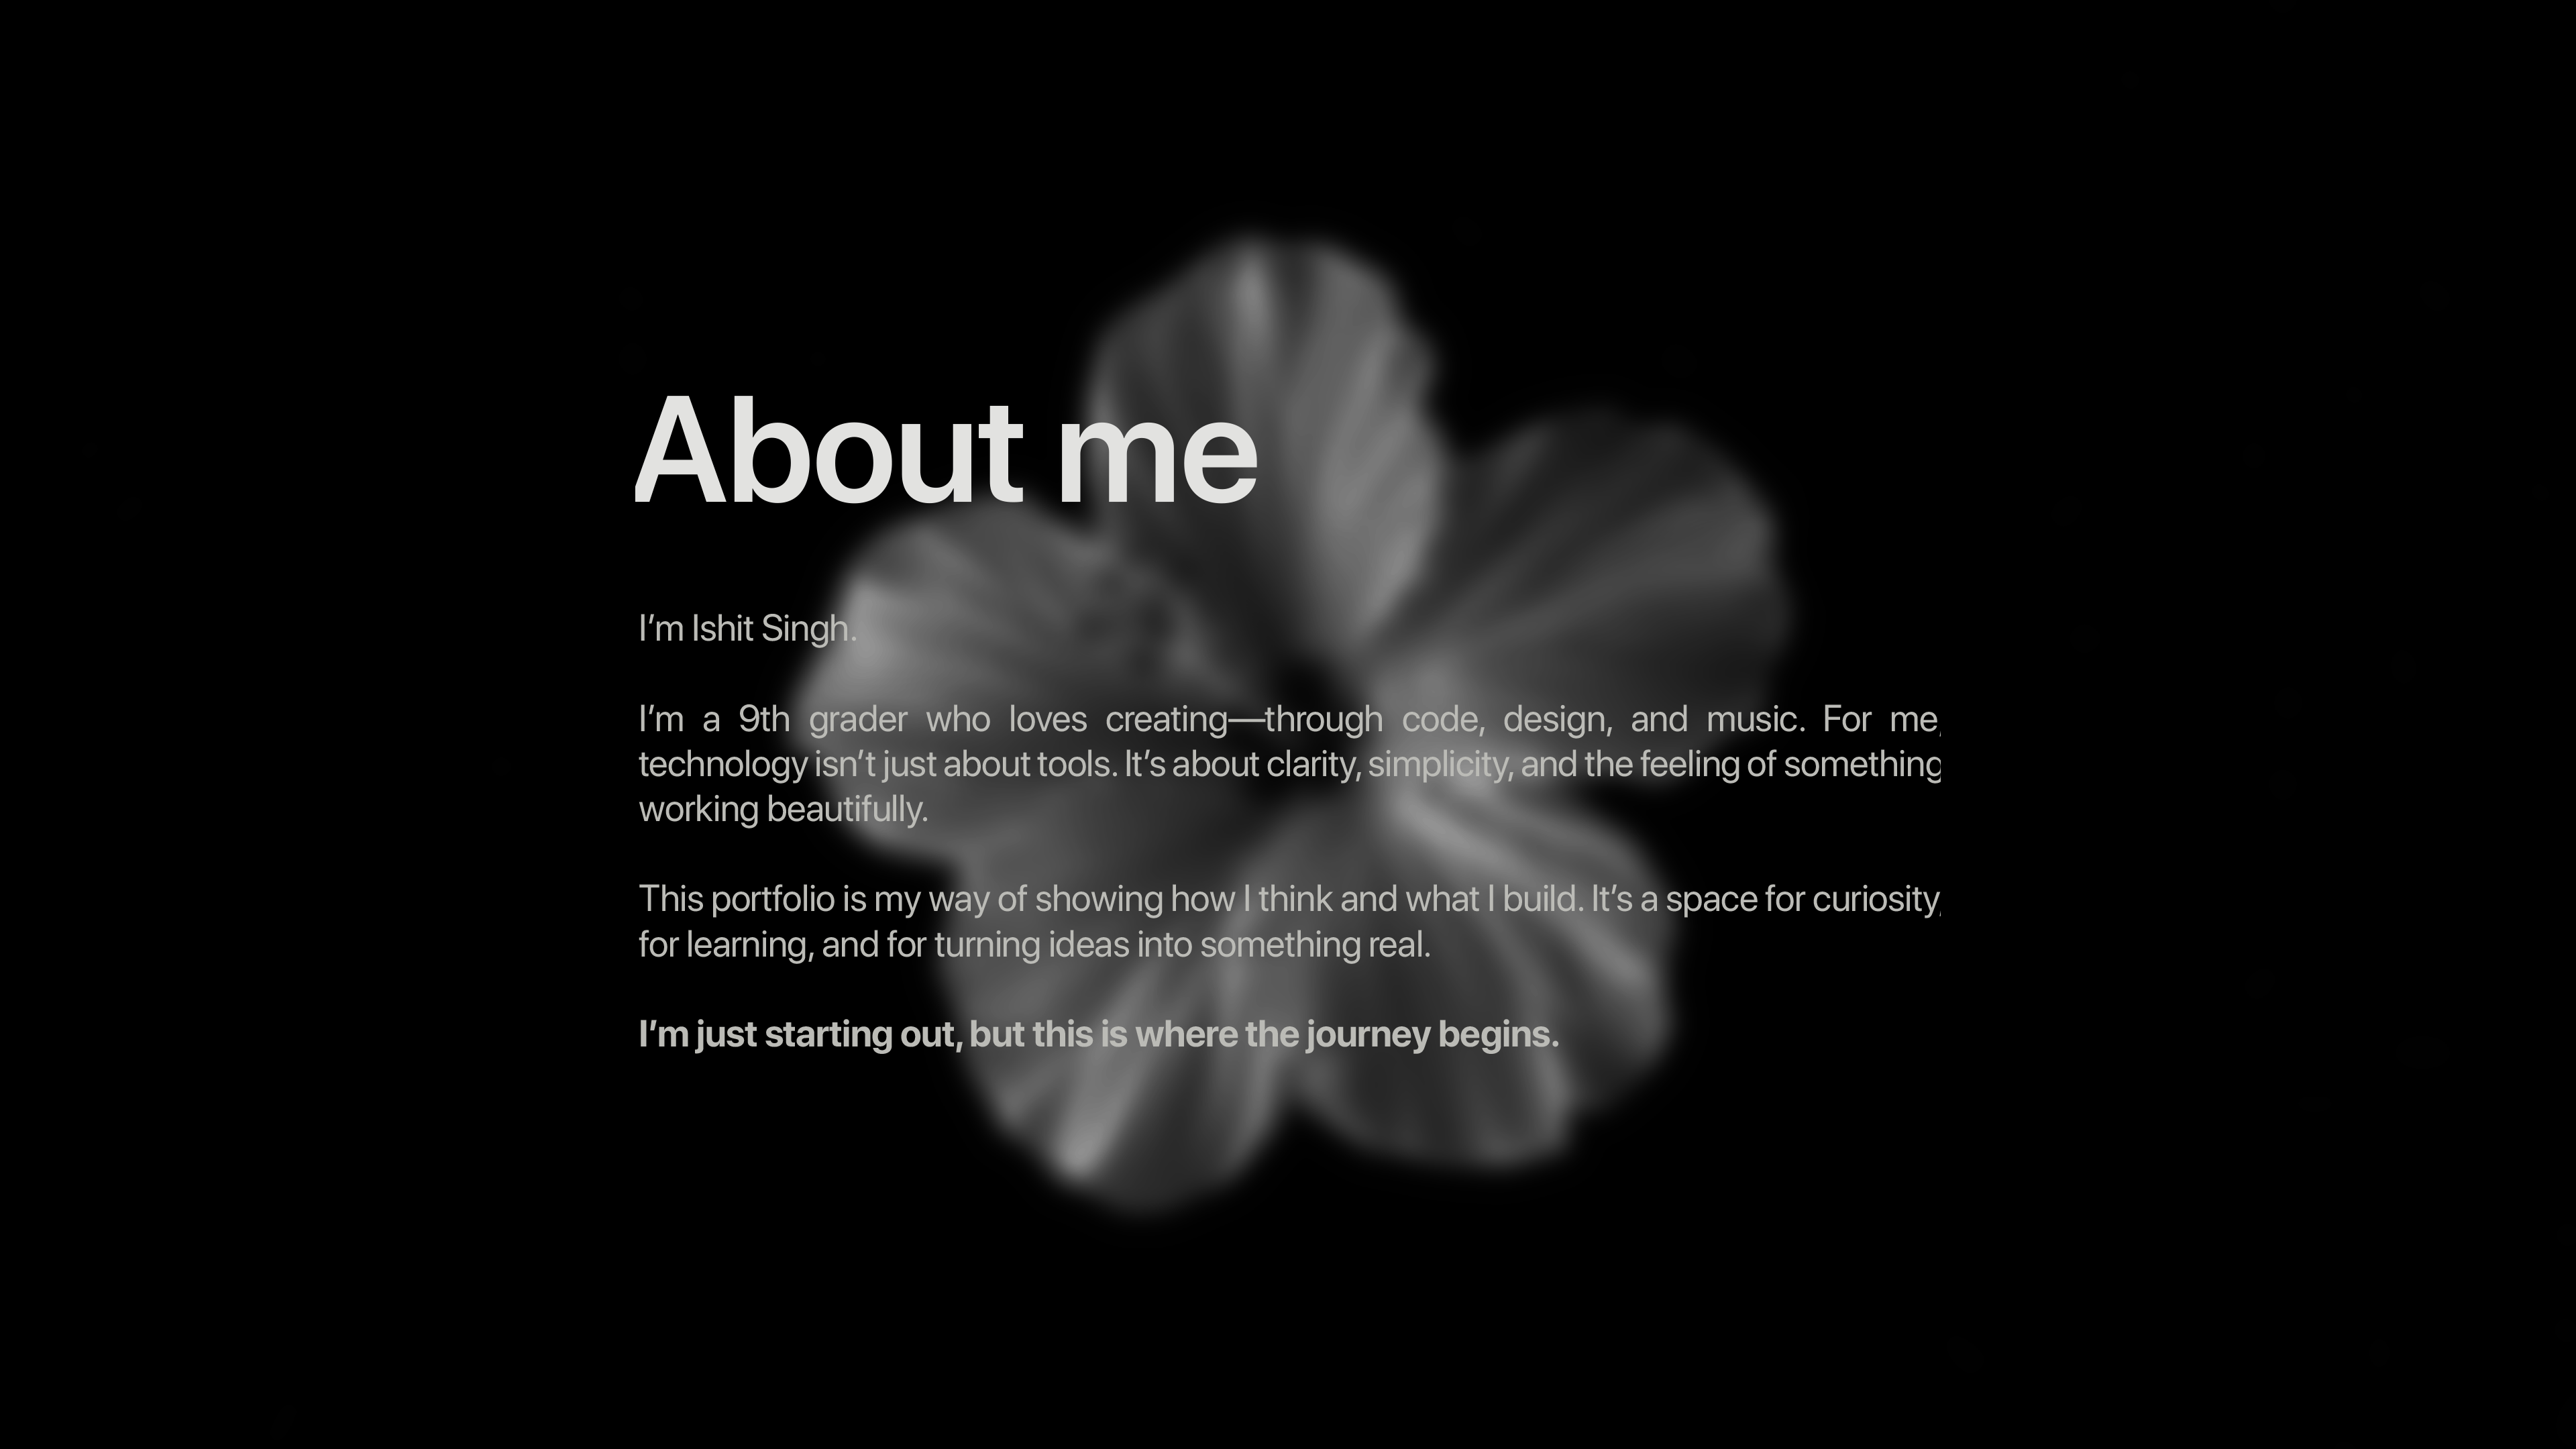 About me
I’m Ishit Singh.
I’m a 9th grader who loves creating—through code, design, and music. For me,
technology isn’t just about tools. It’s about clarity, simplicity, and the feeling of something
working beautifully.
This portfolio is my way of showing how I think and what I build. It’s a space for curiosity,
for learning, and for turning ideas into something real.
I’m just starting out, but this is where the journey begins.